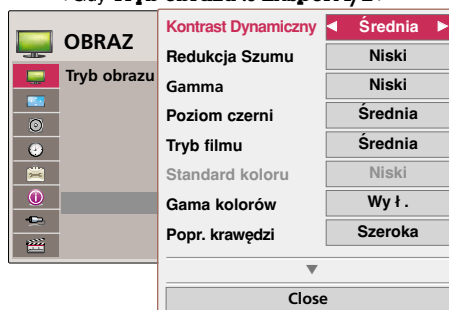 OBRAZ
Tryb obrazu
Kontrast Dynamiczny ◄ Średnia ►
Redukcja Szumu Niski
Gamma Niski
Poziom czerni Średnia
Tryb filmu Średnia
Standard koloru Niski
Gama kolorów Wy ł .
Popr. krawędzi Szeroka
▼
Close